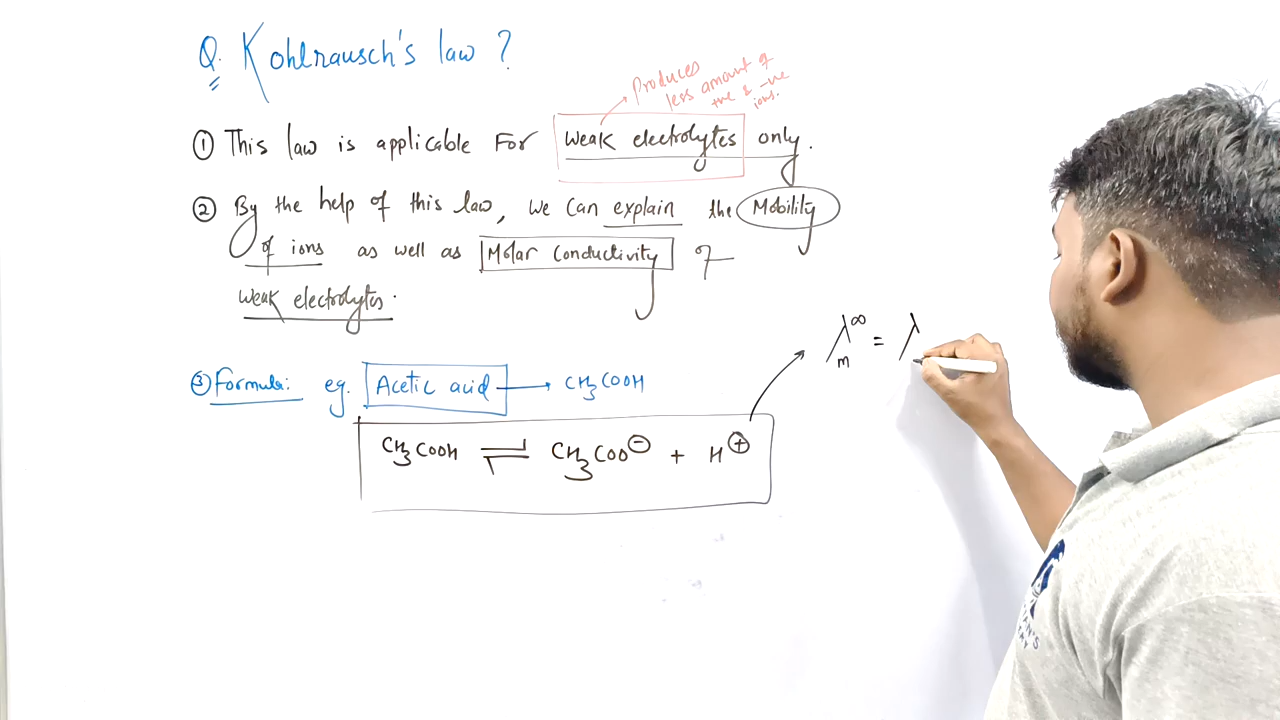 Q. Kohlrausch's law ?
Produces
less amount of
+ve & -ve
ions.
① This law is applicable For weak electrolytes only.
② By the help of this law, we can explain the Mobility
of ions as well as Molar Conductivity of
weak electrolytes.
③ Formula: eg. Acetic acid → CH₃COOH
CH₃COOH ⇌ CH₃COO⊖ + H⊕
λ∞m = λ